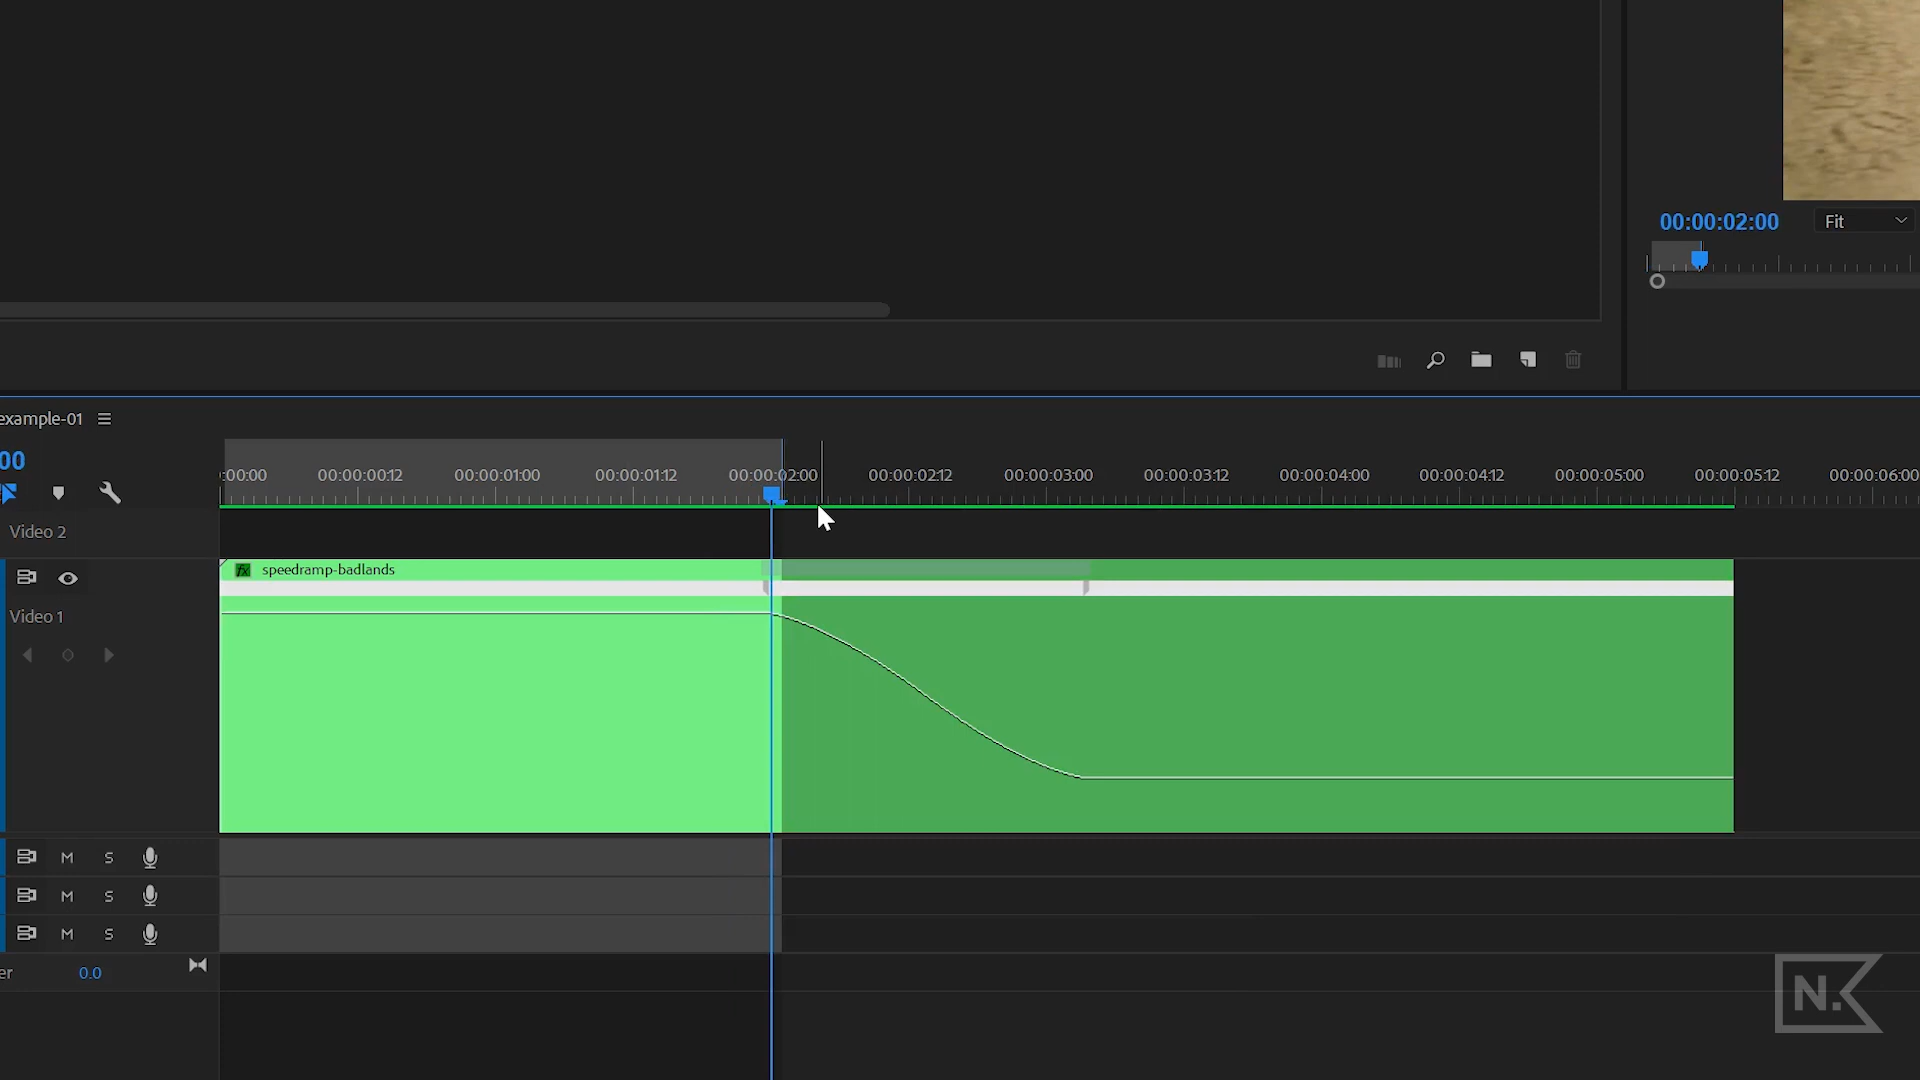 00:00:02:00
Fit
example-01
00
:00:00
00:00:00:12
00:00:01:00
00:00:01:12
00:00:02:00
00:00:02:12
00:00:03:00
00:00:03:12
00:00:04:00
00:00:04:12
00:00:05:00
00:00:05:12
00:00:06:00
Video 2
fx speedramp-badlands
Video 1
M S
M S
M S
er 0.0
N.K